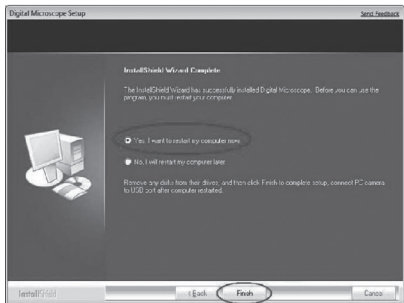 Digital Microscope Setup
Send Feedback
InstallShield Wizard Complete
The InstallShield Wizard has successfully installed Digital Microscope. Before you can use the
program, you must restart your computer.
Yes, I want to restart my computer now.
No, I will restart my computer later.
Remove any disks from their drives, and then click Finish to complete setup, connect PC camera
to USB port after computer restarted.
InstallShield
< Back
Finish
Cancel